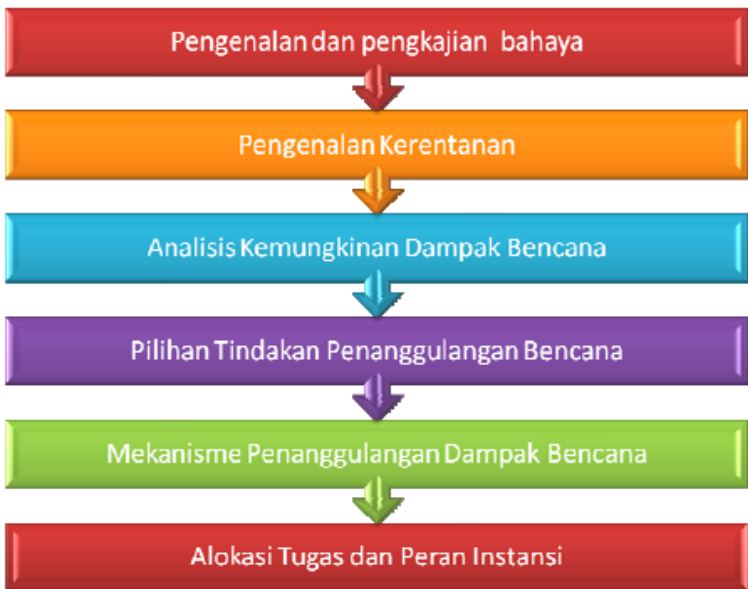 Pengenalan dan pengkajian bahaya
Pengenalan Kerentanan
Analisis Kemungkinan Dampak Bencana
Pilihan Tindakan Penanggulangan Bencana
Mekanisme Penanggulangan Dampak Bencana
Alokasi Tugas dan Peran Instansi